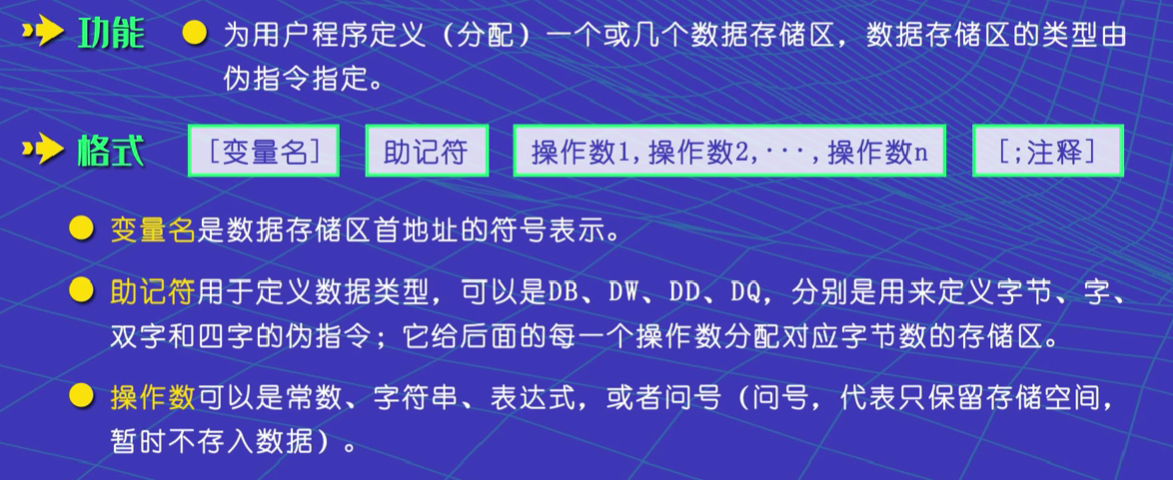 功能 ● 为用户程序定义（分配）一个或几个数据存储区，数据存储区的类型由
伪指令指定。
格式 [变量名] 助记符 操作数1,操作数2,···,操作数n [;注释]
● 变量名是数据存储区首地址的符号表示。
● 助记符用于定义数据类型，可以是DB、DW、DD、DQ，分别是用来定义字节、字、
双字和四字的伪指令；它给后面的每一个操作数分配对应字节数的存储区。
● 操作数可以是常数、字符串、表达式，或者问号（问号，代表只保留存储空间，
暂时不存入数据）。